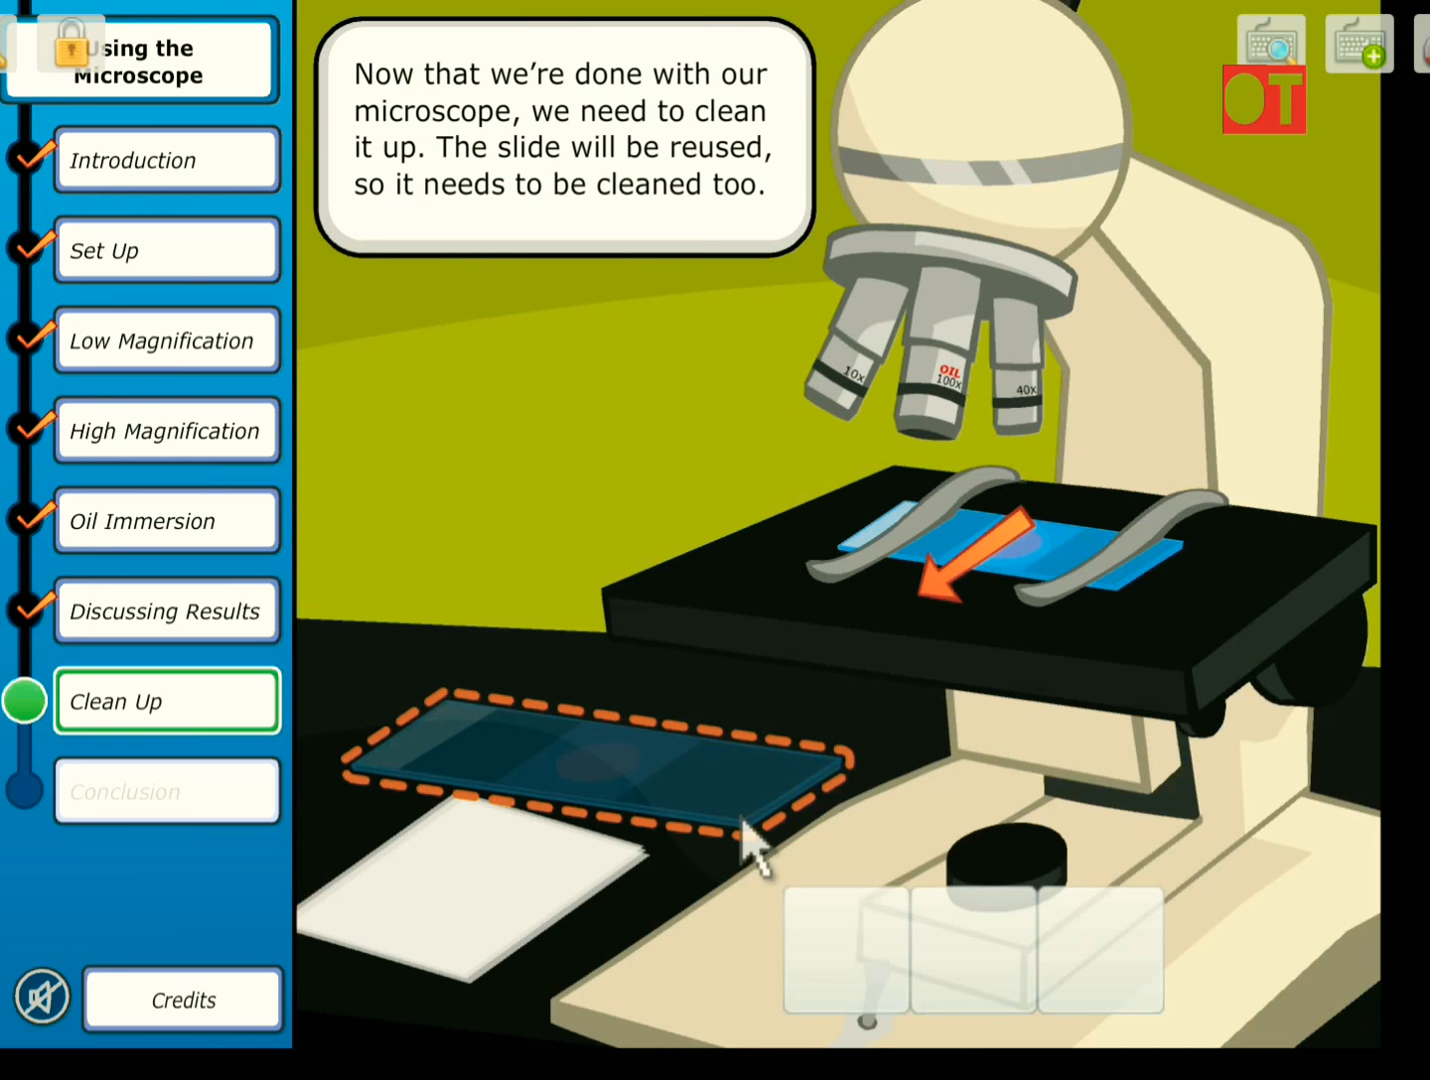 Using the
Microscope
Introduction
Set Up
Low Magnification
High Magnification
Oil Immersion
Discussing Results
Clean Up
Conclusion
Credits
Now that we’re done with our
microscope, we need to clean
it up. The slide will be reused,
so it needs to be cleaned too.
OT
10x
OIL
100x
40x